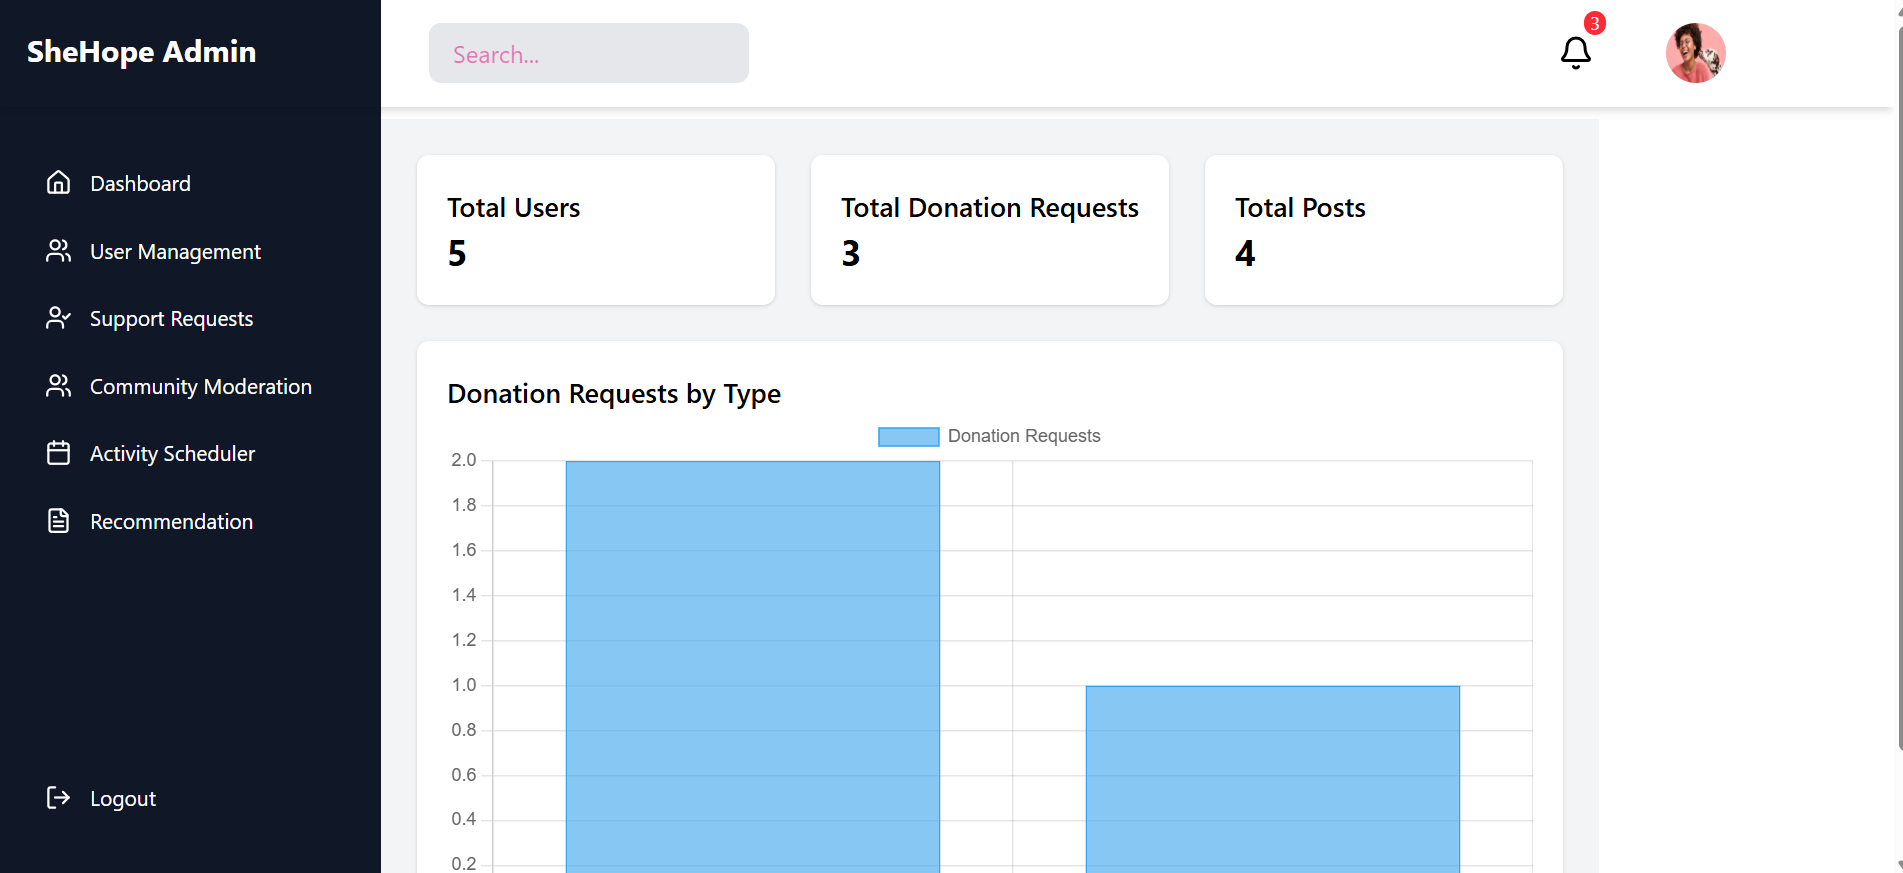 SheHope Admin
Search...
3
Dashboard
User Management
Support Requests
Community Moderation
Activity Scheduler
Recommendation
Logout
Total Users
5
Total Donation Requests
3
Total Posts
4
Donation Requests by Type
Donation Requests
2.0
1.8
1.6
1.4
1.2
1.0
0.8
0.6
0.4
0.2